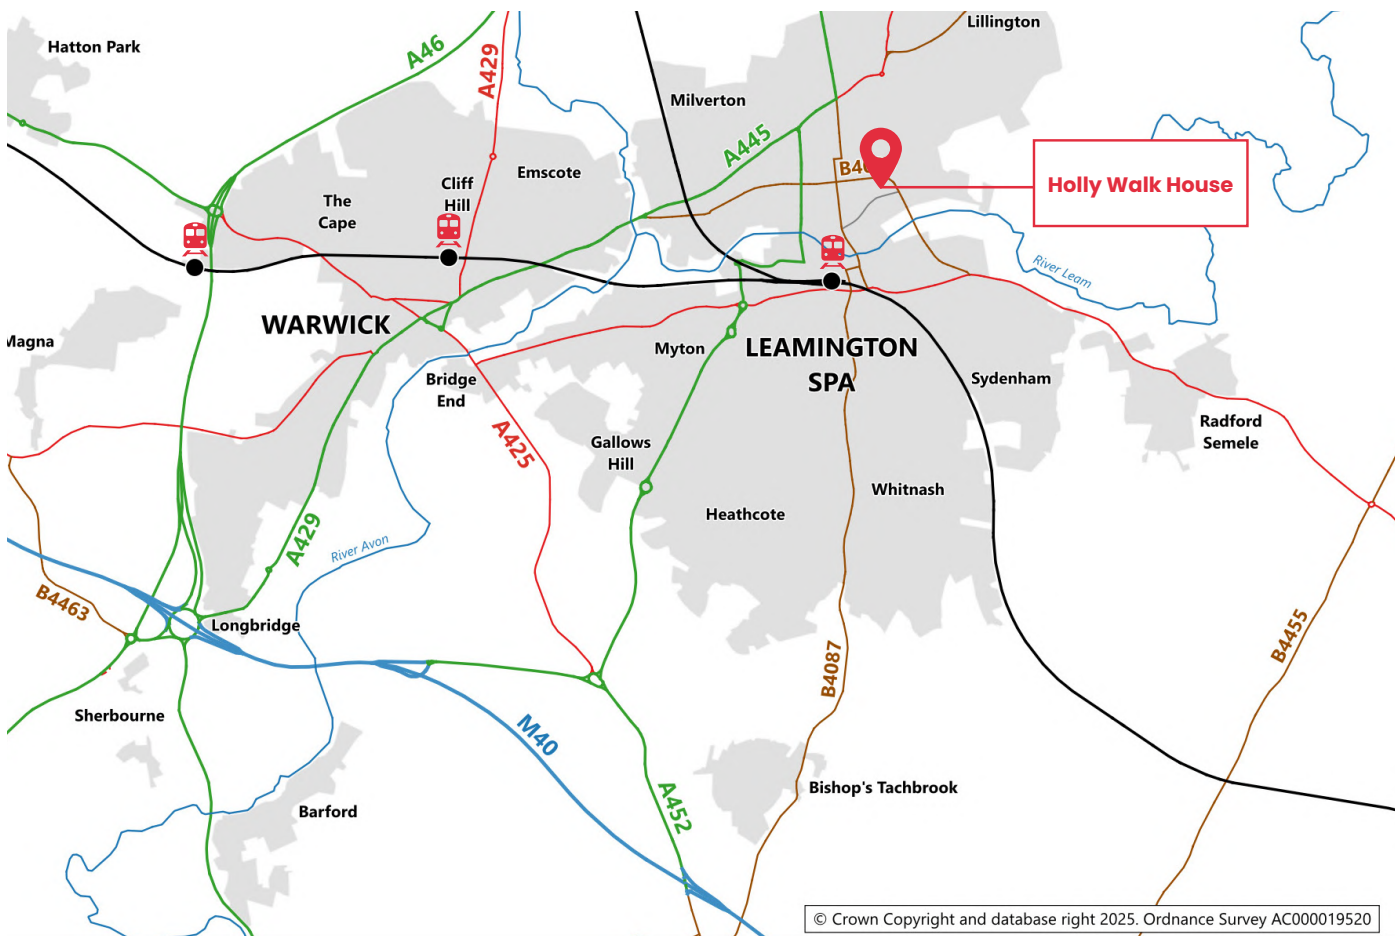 Hatton Park
A46
A429
Lillington
Milverton
A445
Emscote
B40
Cliff
Hill
The
Cape
Holly Walk House
River Leam
WARWICK
Magna
Myton
LEAMINGTON
SPA
Bridge
End
Sydenham
A425
Gallows
Hill
Radford
Semele
Whitnash
Heathcote
A429
River Avon
B4463
Longbridge
B4455
B4087
Sherbourne
M40
A452
Bishop's Tachbrook
Barford
© Crown Copyright and database right 2025. Ordnance Survey AC000019520